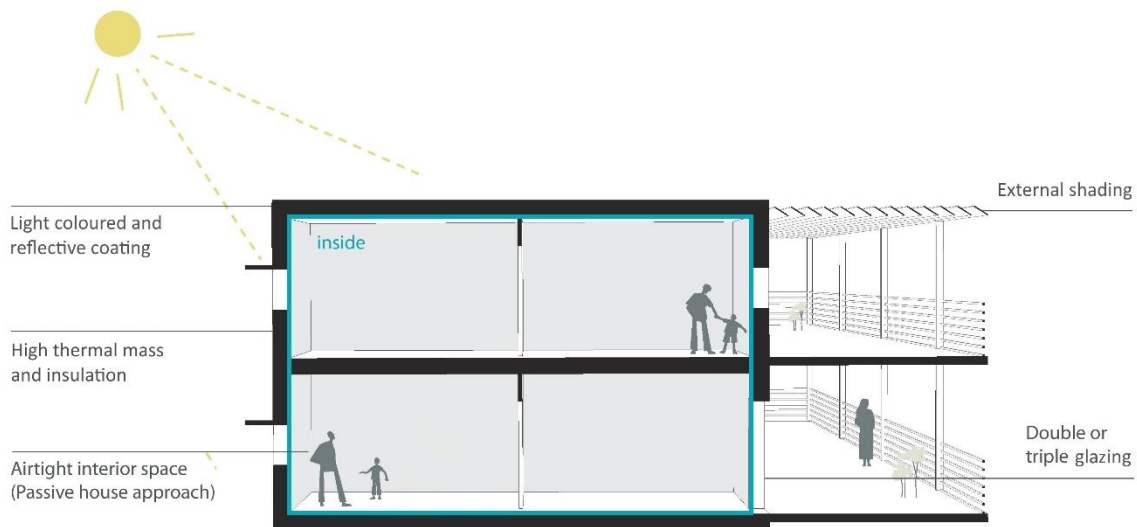 Light coloured and
reflective coating
inside
External shading
High thermal mass
and insulation
Airtight interior space
(Passive house approach)
Double or
triple glazing